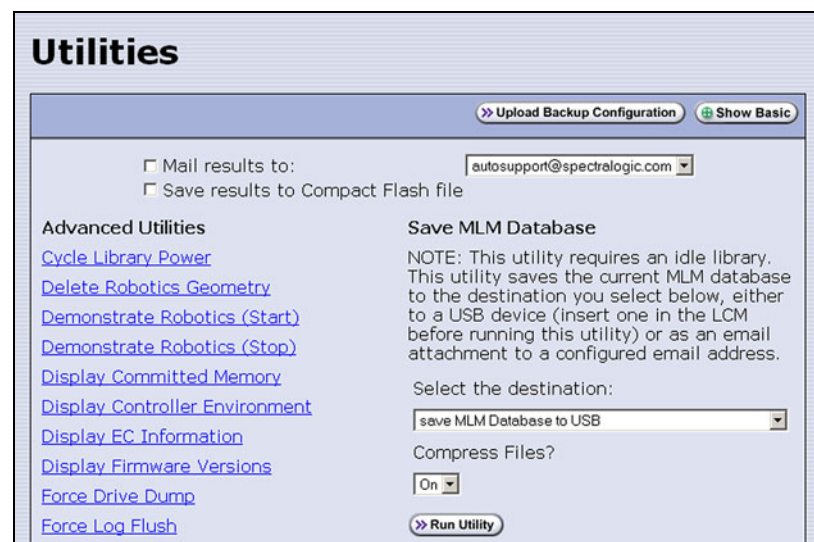 Utilities
Upload Backup Configuration
Show Basic
Mail results to:
autosupport@spectralogic.com
Save results to Compact Flash file
Advanced Utilities
Cycle Library Power
Delete Robotics Geometry
Demonstrate Robotics (Start)
Demonstrate Robotics (Stop)
Display Committed Memory
Display Controller Environment
Display EC Information
Display Firmware Versions
Force Drive Dump
Force Log Flush
Save MLM Database
NOTE: This utility requires an idle library.
This utility saves the current MLM database
to the destination you select below, either
to a USB device (insert one in the LCM
before running this utility) or as an email
attachment to a configured email address.
Select the destination:
save MLM Database to USB
Compress Files?
On
Run Utility